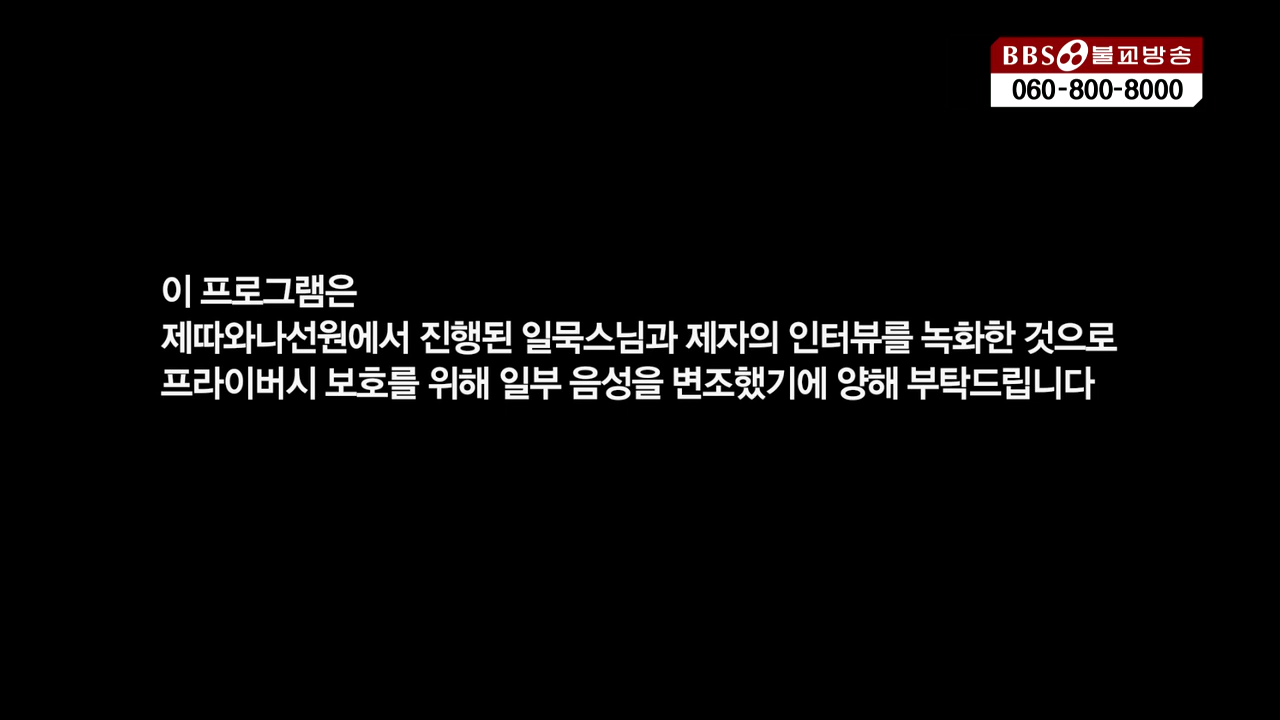 BBS 불교방송
060-800-8000
이 프로그램은
제따와나선원에서 진행된 일묵스님과 제자의 인터뷰를 녹화한 것으로
프라이버시 보호를 위해 일부 음성을 변조했기에 양해 부탁드립니다